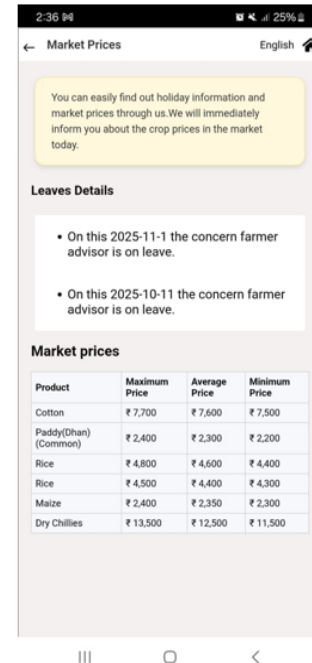 2:36
25%
← Market Prices English
You can easily find out holiday information and
market prices through us.We will immediately
inform you about the crop prices in the market
today.
Leaves Details
• On this 2025-11-1 the concern farmer
advisor is on leave.
• On this 2025-10-11 the concern farmer
advisor is on leave.
Market prices
Product Maximum Price Average Price Minimum Price
Cotton ₹ 7,700 ₹ 7,600 ₹ 7,500
Paddy(Dhan)(Common) ₹ 2,400 ₹ 2,300 ₹ 2,200
Rice ₹ 4,800 ₹ 4,600 ₹ 4,400
Rice ₹ 4,500 ₹ 4,400 ₹ 4,300
Maize ₹ 2,400 ₹ 2,350 ₹ 2,300
Dry Chillies ₹ 13,500 ₹ 12,500 ₹ 11,500